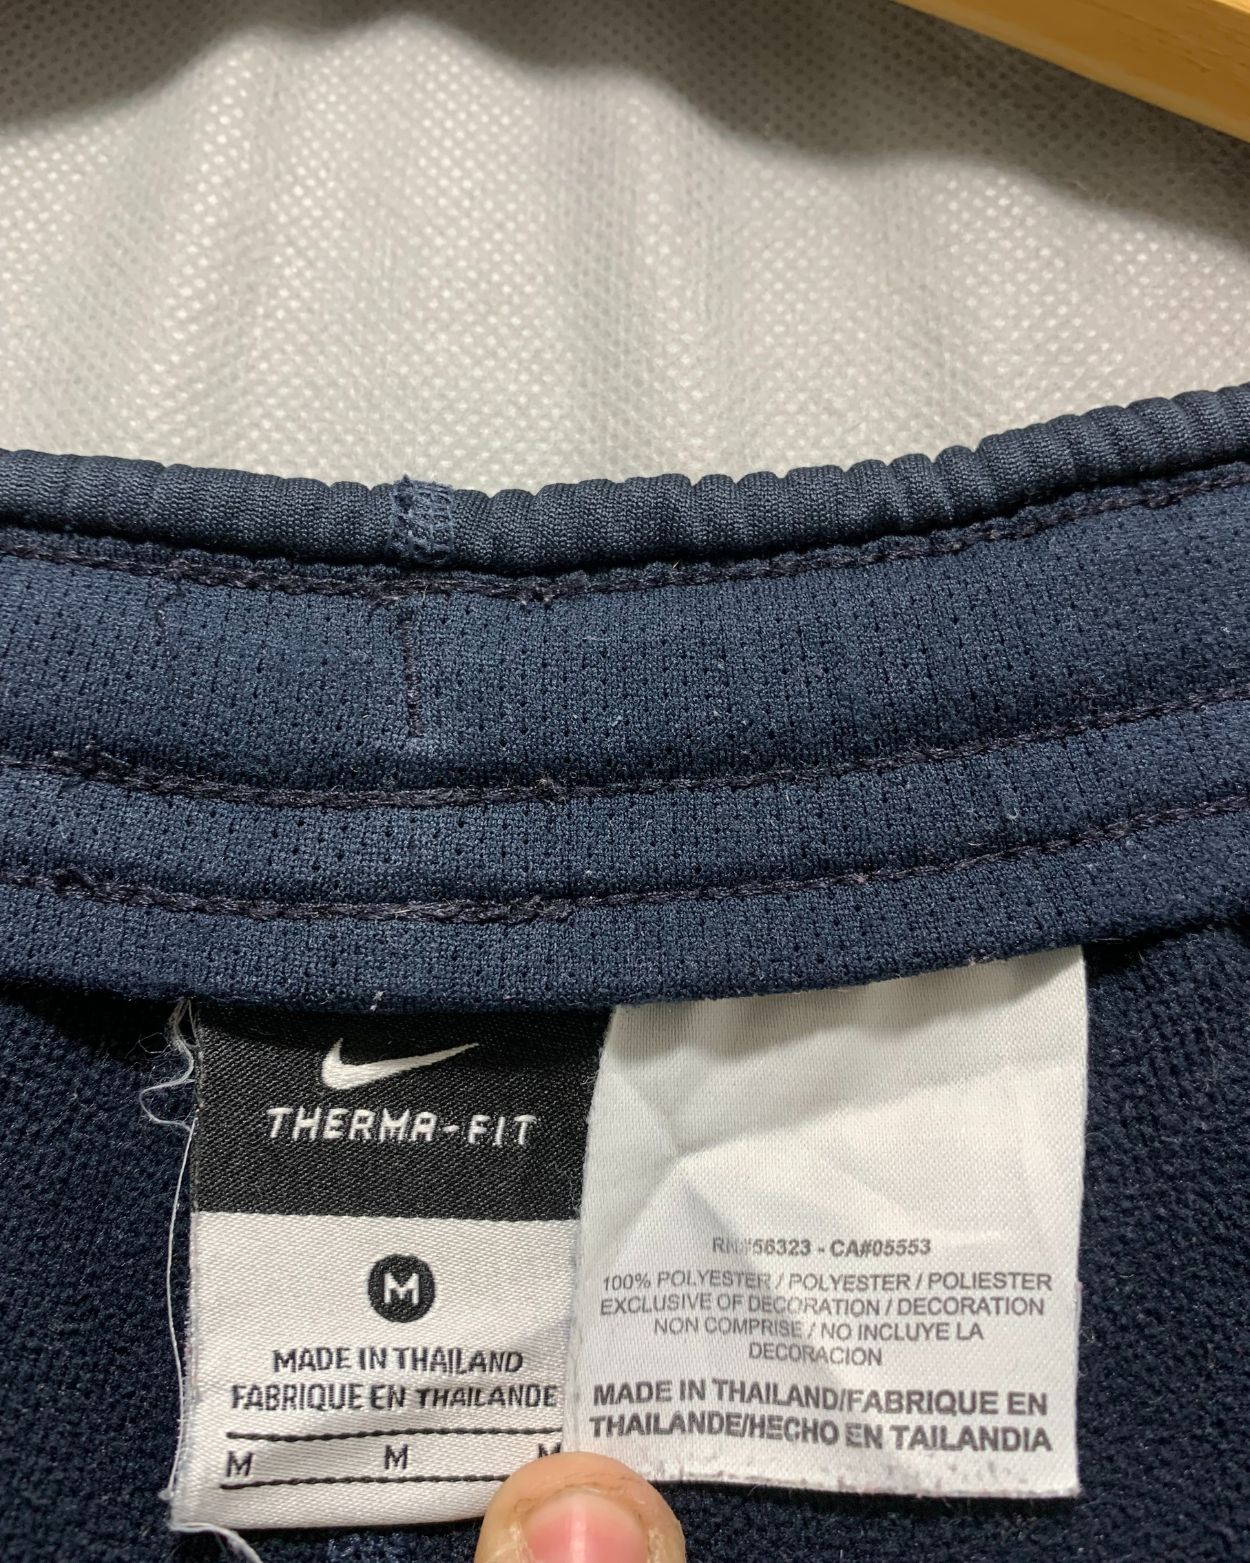 THERMA-FIT
M
MADE IN THAILAND
FABRIQUE EN THAILANDE
M M M
RN#56323 - CA#05553
100% POLYESTER / POLYESTER / POLIESTER
EXCLUSIVE OF DECORATION / DECORATION
NON COMPRISE / NO INCLUYE LA
DECORACION
MADE IN THAILAND/FABRIQUE EN
THAILANDE/HECHO EN TAILANDIA